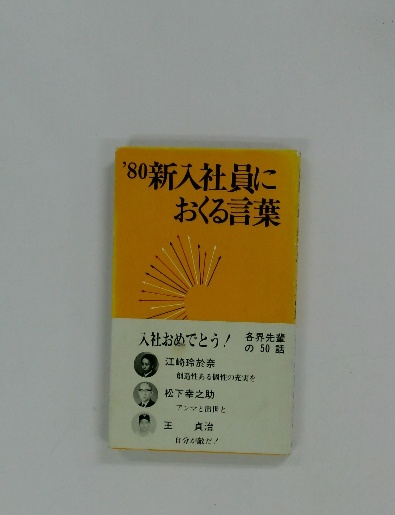 '80新入社員に
おくる言葉
入社おめでとう!
各界先輩
の50話
江崎玲於奈
創造性ある個性の充実を
松下幸之助
アンマと出世と
王 貞治
自分が敵だ!